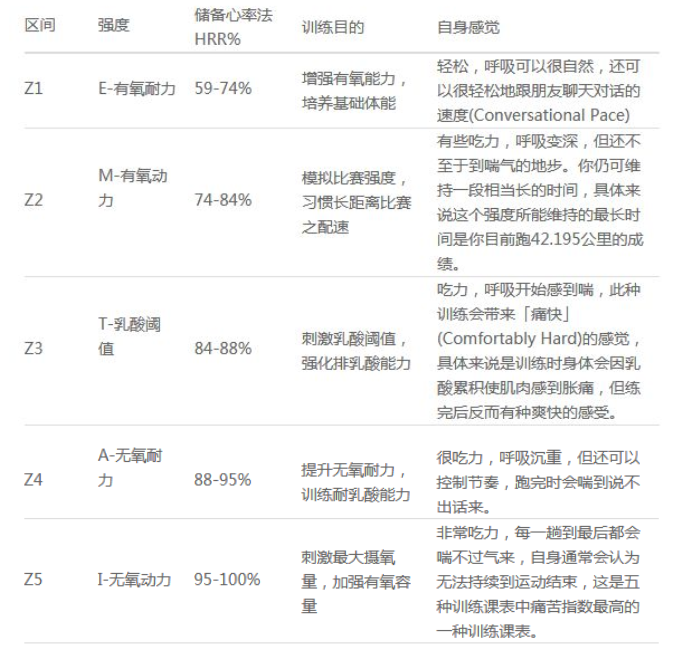 区间
强度
储备心率法
HRR%
训练目的
自身感觉
Z1
E-有氧耐力
59-74%
增强有氧能力，
培养基础体能
轻松，呼吸可以很自然，还可
以很轻松地跟朋友聊天对话的
速度(Conversational Pace)
Z2
M-有氧动
力
74-84%
模拟比赛强度，
习惯长距离比赛
之配速
有些吃力，呼吸变深，但还不
至于到喘气的地步。你仍可维
持一段相当长的时间，具体来
说这个强度所能维持的最长时
间是你目前跑42.195公里的成
绩。
Z3
T-乳酸阈
值
84-88%
刺激乳酸阈值，
强化排乳酸能力
吃力，呼吸开始感到喘，此种
训练会带来「痛快」
(Comfortably Hard)的感觉，
具体来说是训练时身体会因乳
酸累积使肌肉感到胀痛，但练
完后反而有种爽快的感受。
Z4
A-无氧耐
力
88-95%
提升无氧耐力，
训练耐乳酸能力
很吃力，呼吸沉重，但还可以
控制节奏，跑完时会喘到说不
出话来。
Z5
I-无氧动力
95-100%
刺激最大摄氧
量，加强有氧容
量
非常吃力，每一趟到最后都会
喘不过气来，自身通常会认为
无法持续到运动结束，这是五
种训练课表中痛苦指数最高的
一种训练课表。